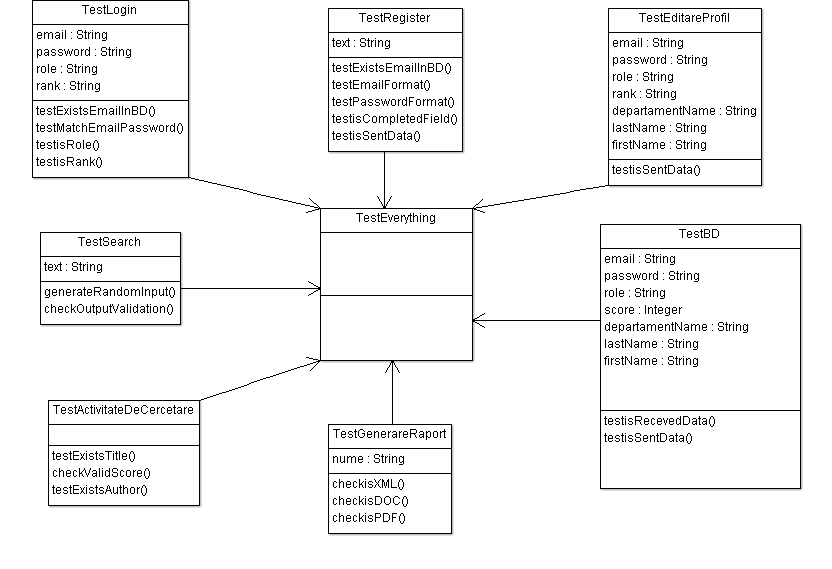 TestLogin
email : String
password : String
role : String
rank : String
testExistsEmailInBD()
testMatchEmailPassword()
testisRole()
testisRank()
TestRegister
text : String
testExistsEmailInBD()
testEmailFormat()
testPasswordFormat()
testisCompletedField()
testisSentData()
TestEditareProfil
email : String
password : String
role : String
rank : String
departamentName : String
lastName : String
firstName : String
testisSentData()
TestEverything
TestSearch
text : String
generateRandomInput()
checkOutputValidation()
TestBD
email : String
password : String
role : String
score : Integer
departamentName : String
lastName : String
firstName : String
testisRecevedData()
testisSentData()
TestActivitateDeCercetare
testExistsTitle()
checkValidScore()
testExistsAuthor()
TestGenerareRaport
nume : String
checkisXML()
checkisDOC()
checkisPDF()